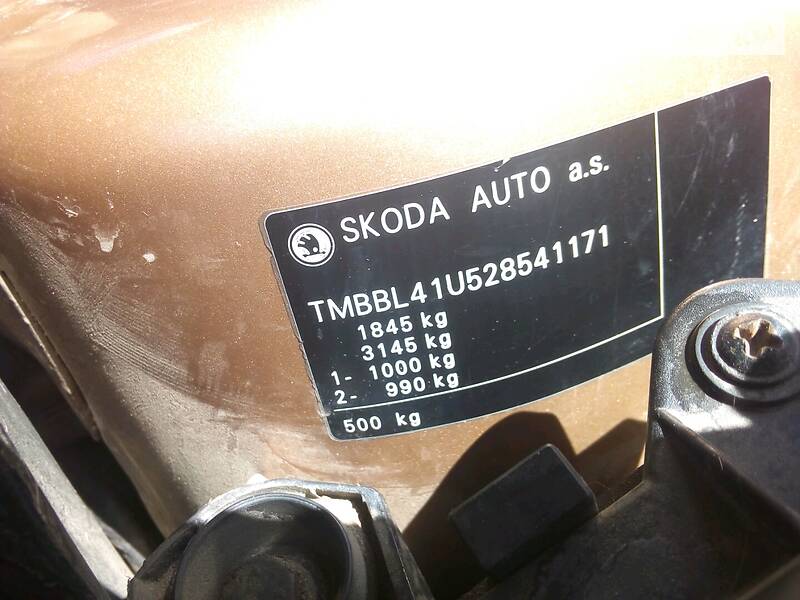 SKODA AUTO a.s.
TMBBL41U528541171
1845 kg
3145 kg
1- 1000 kg
2- 990 kg
500 kg